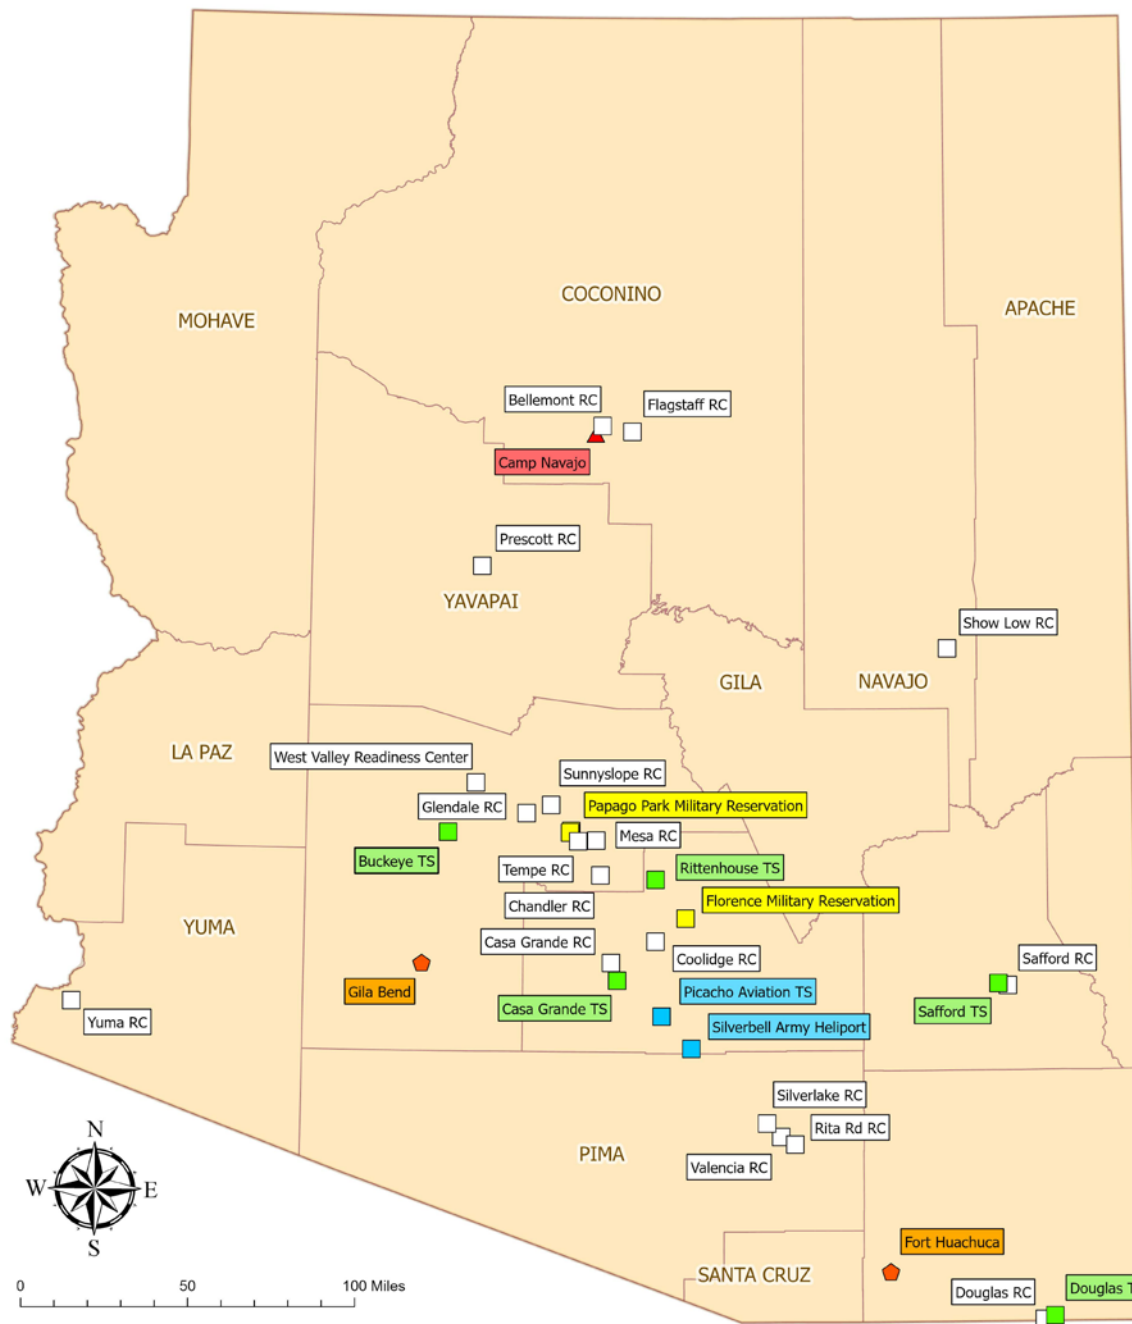 COCONINO
APACHE
MOHAVE
Bellemont RC
Flagstaff RC
Camp Navajo
Prescott RC
YAVAPAI
Show Low RC
GILA
NAVAJO
LA PAZ
West Valley Readiness Center
Sunnyslope RC
Glendale RC
Papago Park Military Reservation
Mesa RC
Buckeye TS
Tempe RC
Rittenhouse TS
Chandler RC
Florence Military Reservation
YUMA
Casa Grande RC
Coolidge RC
Safford RC
Gila Bend
Picacho Aviation TS
Casa Grande TS
Safford TS
Yuma RC
Silverbell Army Heliport
Silverlake RC
Rita Rd RC
N
PIMA
Valencia RC
W
E
S
Fort Huachuca
SANTA CRUZ
0 50 100 Miles
Douglas RC
Douglas T